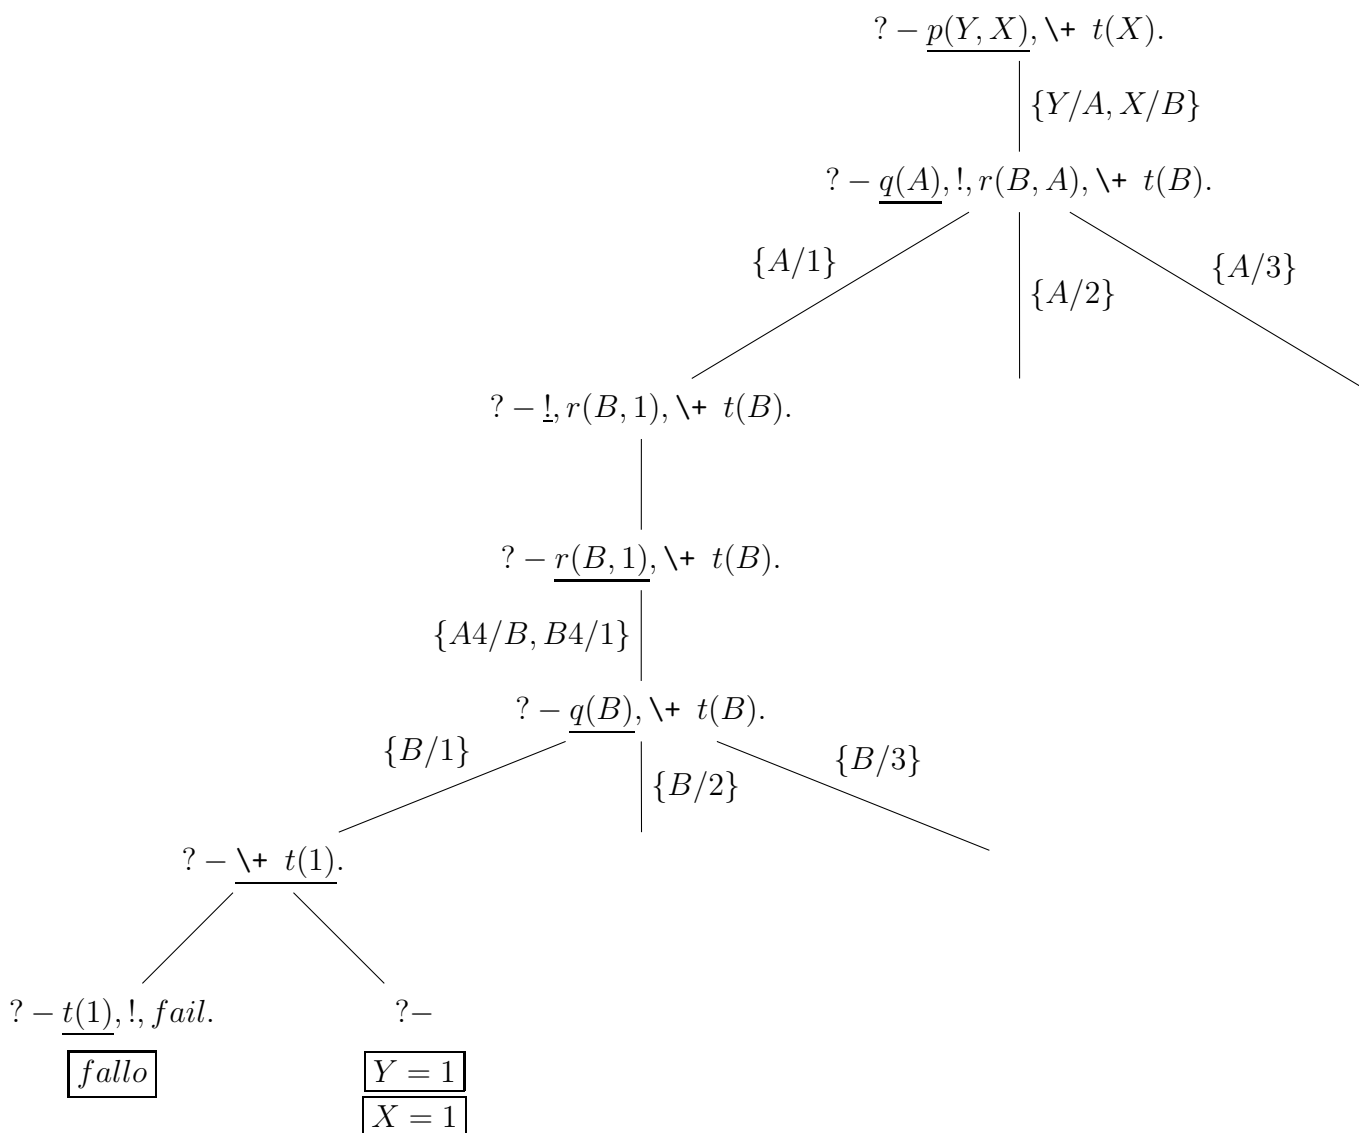 ? − p(Y, X), \+ t(X).
{Y/A, X/B}
? − q(A), !, r(B, A), \+ t(B).
{A/1}
{A/2}
{A/3}
? − !, r(B, 1), \+ t(B).
? − r(B, 1), \+ t(B).
{A4/B, B4/1}
? − q(B), \+ t(B).
{B/1}
{B/2}
{B/3}
? − \+ t(1).
? − t(1), !, fail.
?−
fallo
Y = 1
X = 1